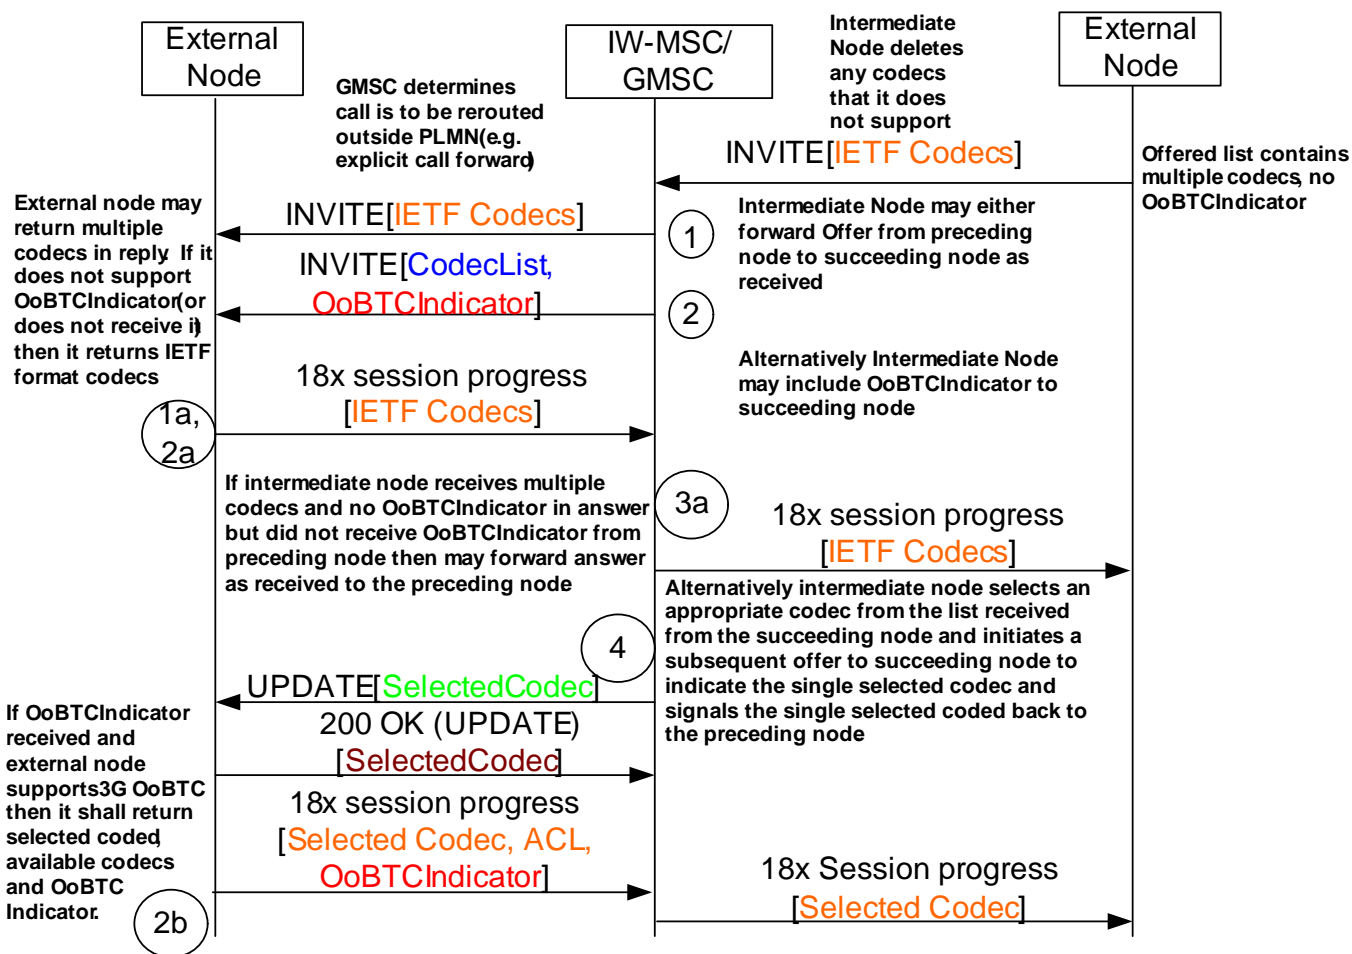 External
Node
IW-MSC/
GMSC
External
Node
Intermediate
Node deletes
any codecs
that it does
not support
GMSC determines
call is to be rerouted
outside PLMN(e.g.
explicit call forward)
INVITE[IETF Codecs]
Offered list contains
multiple codecs, no
OoBTCIndicator
External node may
return multiple
codecs in reply. If it
does not support
OoBTCIndicator(or
does not receive it)
then it returns IETF
format codecs
INVITE[IETF Codecs]
1
Intermediate Node may either
forward Offer from preceding
node to succeeding node as
received
INVITE[CodecList,
OoBTCIndicator]
2
Alternatively Intermediate Node
may include OoBTCIndicator to
succeeding node
18x session progress
[IETF Codecs]
1a,
2a
If intermediate node receives multiple
codecs and no OoBTCIndicator in answer
but did not receive OoBTCIndicator from
preceding node then may forward answer
as received to the preceding node
3a
18x session progress
[IETF Codecs]
Alternatively intermediate node selects an
appropriate codec from the list received
from the succeeding node and initiates a
subsequent offer to succeeding node to
indicate the single selected codec and
signals the single selected coded back to
the preceding node
4
UPDATE[SelectedCodec]
200 OK (UPDATE)
[SelectedCodec]
If OoBTCIndicator
received and
external node
supports3G OoBTC
then it shall return
selected coded,
available codecs
and OoBTC
Indicator.
18x session progress
[Selected Codec, ACL,
OoBTCIndicator]
2b
18x Session progress
[Selected Codec]